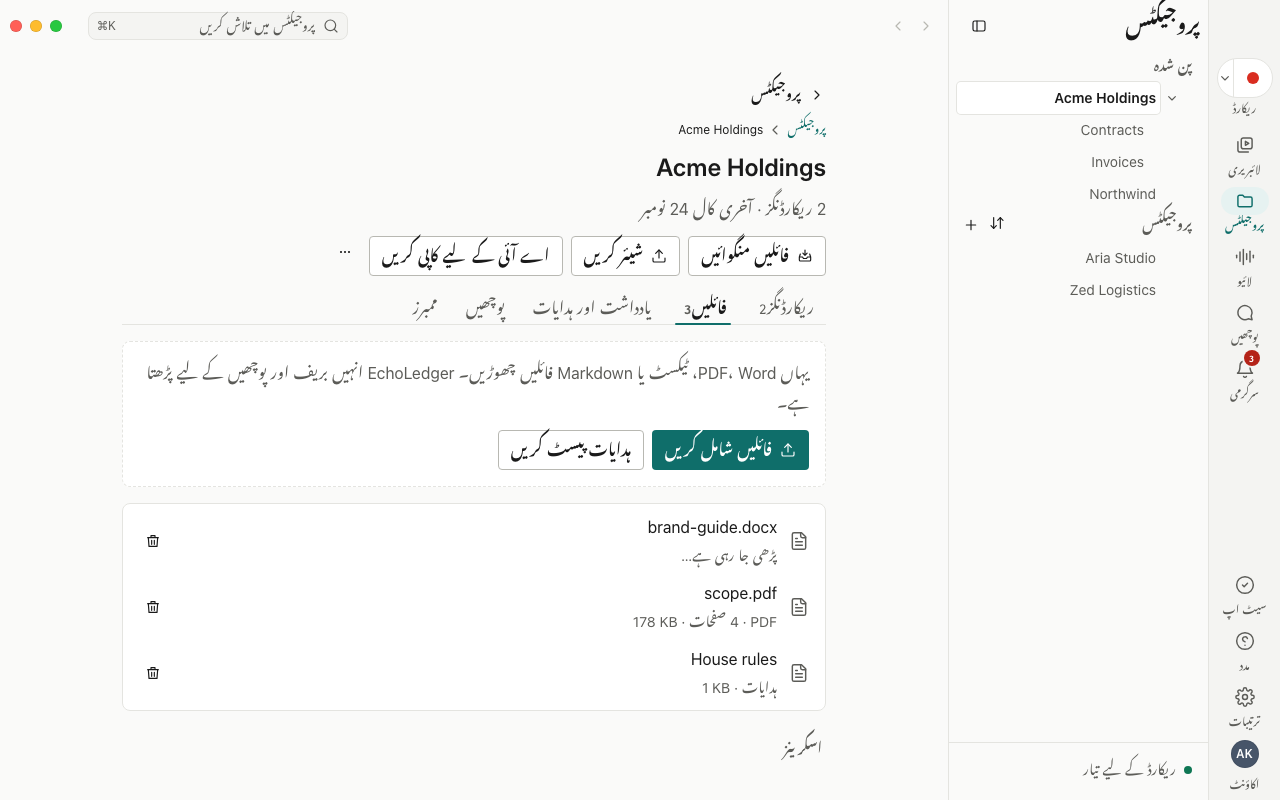 ریکارڈ
لائبریری
پروجیکٹس
لائیو
پوچھیں
3
سرگرمی
سیٹ اپ
مدد
ترتیبات
AK
اکاؤنٹ
پروجیکٹس
پن شدہ
Acme Holdings
Contracts
Invoices
Northwind
پروجیکٹس
Aria Studio
Zed Logistics
ریکارڈ کے لیے تیار
پروجیکٹس میں تلاش کریں ⌘K
پروجیکٹس
پروجیکٹس Acme Holdings
Acme Holdings
2 ریکارڈنگز · آخری کال 24 نومبر
فائلیں منگوائیں شیئر کریں اے آئی کے لیے کاپی کریں ...
ریکارڈنگز 2 فائلیں 3 یادداشت اور ہدایات پوچھیں ممبرز
یہاں PDF، Word، ٹیکسٹ یا Markdown فائلیں چھوڑیں۔ EchoLedger انہیں بریف اور پوچھیں کے لیے پڑھتا
ہے۔
فائلیں شامل کریں ہدایات پیسٹ کریں
brand-guide.docx
پڑھی جا رہی ہے...
scope.pdf
PDF · 4 صفحات · 178 KB
House rules
ہدایات · 1 KB
اسکرینز